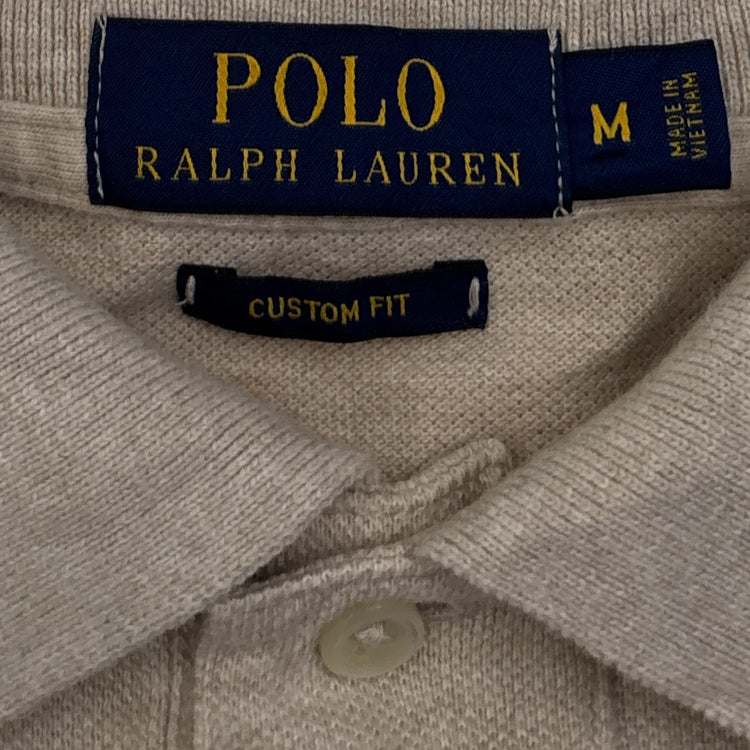 POLO
RALPH LAUREN
M
MADE IN
VIETNAM
CUSTOM FIT